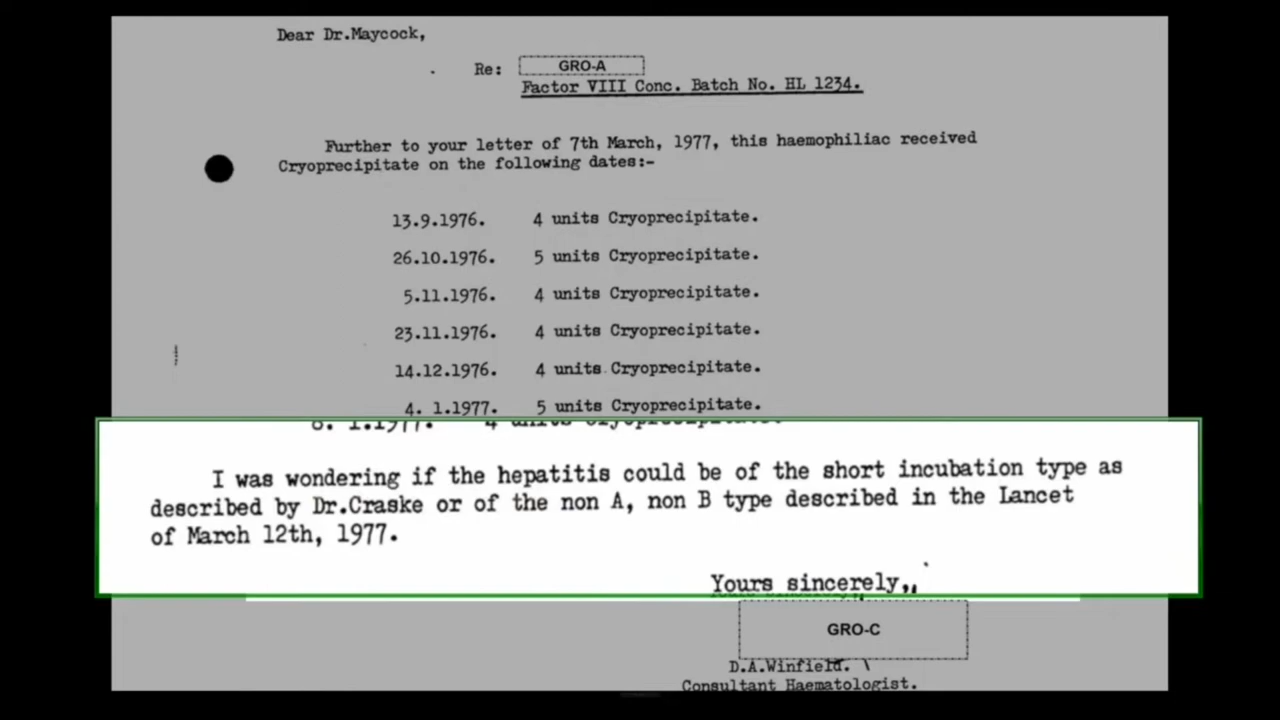 Dear Dr.Maycock,
Re: GRO-A
Factor VIII Conc. Batch No. HL 1234.
Further to your letter of 7th March, 1977, this haemophiliac received
Cryoprecipitate on the following dates:-
13.9.1976. 4 units Cryoprecipitate.
26.10.1976. 5 units Cryoprecipitate.
5.11.1976. 4 units Cryoprecipitate.
23.11.1976. 4 units Cryoprecipitate.
14.12.1976. 4 units Cryoprecipitate.
4. 1.1977. 5 units Cryoprecipitate.
1.1977. 4 units Cryoprecipitate.
I was wondering if the hepatitis could be of the short incubation type as
described by Dr.Craske or of the non A, non B type described in the Lancet
of March 12th, 1977.
Yours sincerely,,
GRO-C
D.A.Winfield.
Consultant Haematologist.